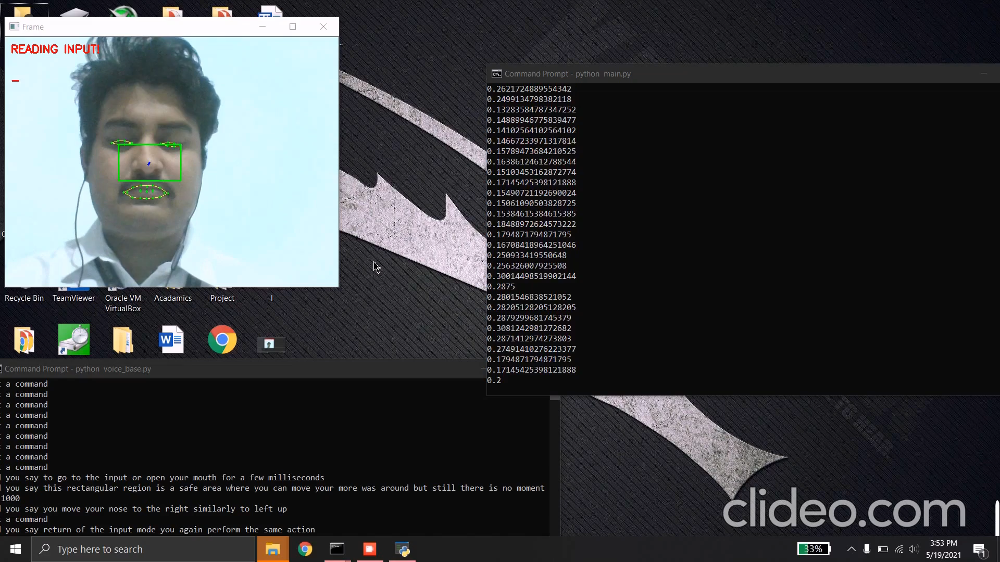 Frame
READING INPUT!
Command Prompt - python main.py
0.2621724889554342
0.2499134798382118
0.13283584787347252
0.14889946775839477
0.14102564102564102
0.14667233971317814
0.15789473684210525
0.16386124612788544
0.15103453162872774
0.17145425398121888
0.15490721192690024
0.15061090503828725
0.15384615384615385
0.18488972624573222
0.1794871794871795
0.16708418964251046
0.250933419550648
0.256326007925508
0.30014498519902144
0.2875
0.2801546838521052
0.28205128205128205
0.2879299681745379
0.3081242981272682
0.2871412974273803
0.27491410276223377
0.1794871794871795
0.17145425398121888
0.2
Recycle Bin
TeamViewer
Oracle VM
VirtualBox
Acadamics
Project
I
Command Prompt - python voice_base.py
a command
a command
a command
a command
a command
a command
a command
a command
a command
you say to go to the input or open your mouth for a few milliseconds
you say this rectangular region is a safe area where you can move your more was around but still there is no moment
1000
you say you move your nose to the right similarly to left up
a command
you say return of the input mode you again perform the same action
TO HEAR
clideo.com
Type here to search
33%
3:53 PM
5/19/2021
1